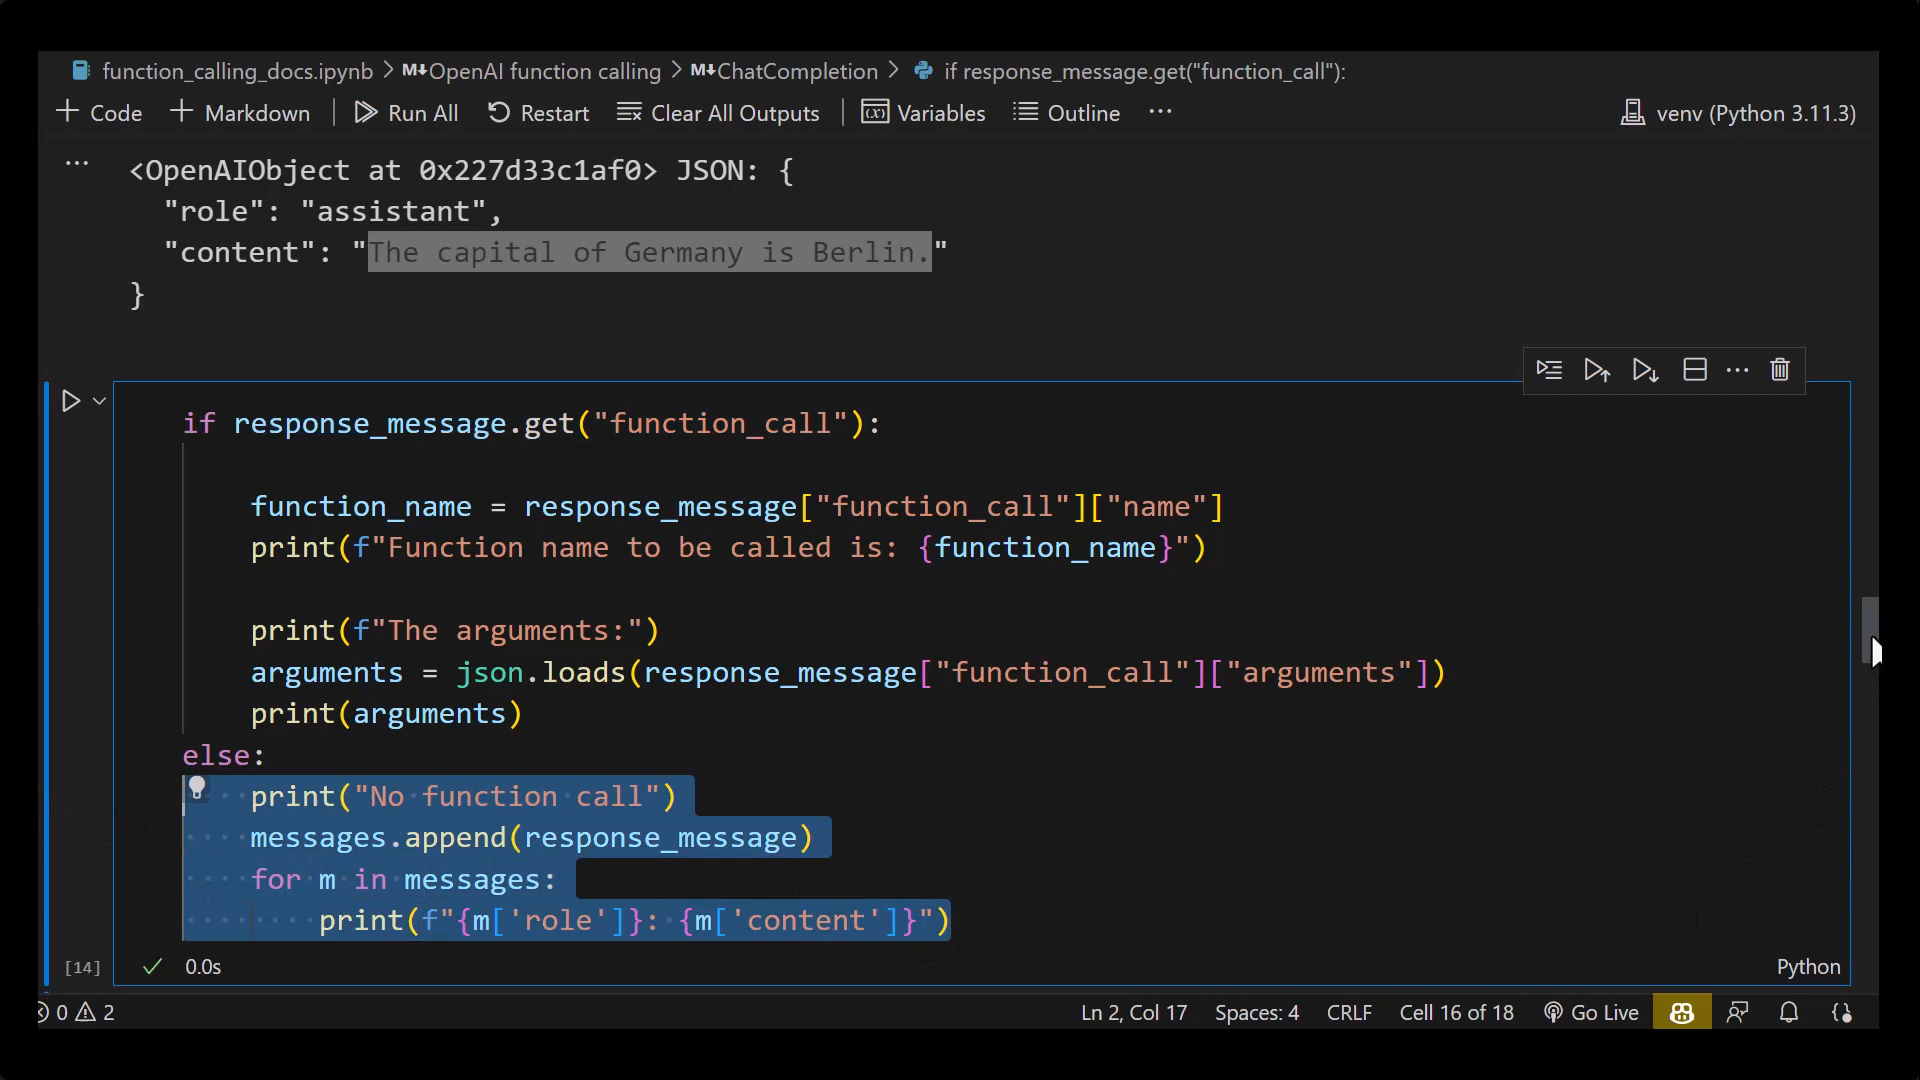 function_calling_docs.ipynb > M↓OpenAI function calling > M↓ChatCompletion > if response_message.get("function_call"):
+ Code + Markdown | Run All Restart Clear All Outputs | (x) Variables Outline ··· venv (Python 3.11.3)
··· <OpenAIObject at 0x227d33c1af0> JSON: {
"role": "assistant",
"content": "The capital of Germany is Berlin."
}
···
if response_message.get("function_call"):
function_name = response_message["function_call"]["name"]
print(f"Function name to be called is: {function_name}")
print(f"The arguments:")
arguments = json.loads(response_message["function_call"]["arguments"])
print(arguments)
else:
print("No function call")
messages.append(response_message)
for m in messages:
print(f"{m['role']}: {m['content']}")
[14] ✓ 0.0s Python
0 2 Ln 2, Col 17 Spaces: 4 CRLF Cell 16 of 18 Go Live